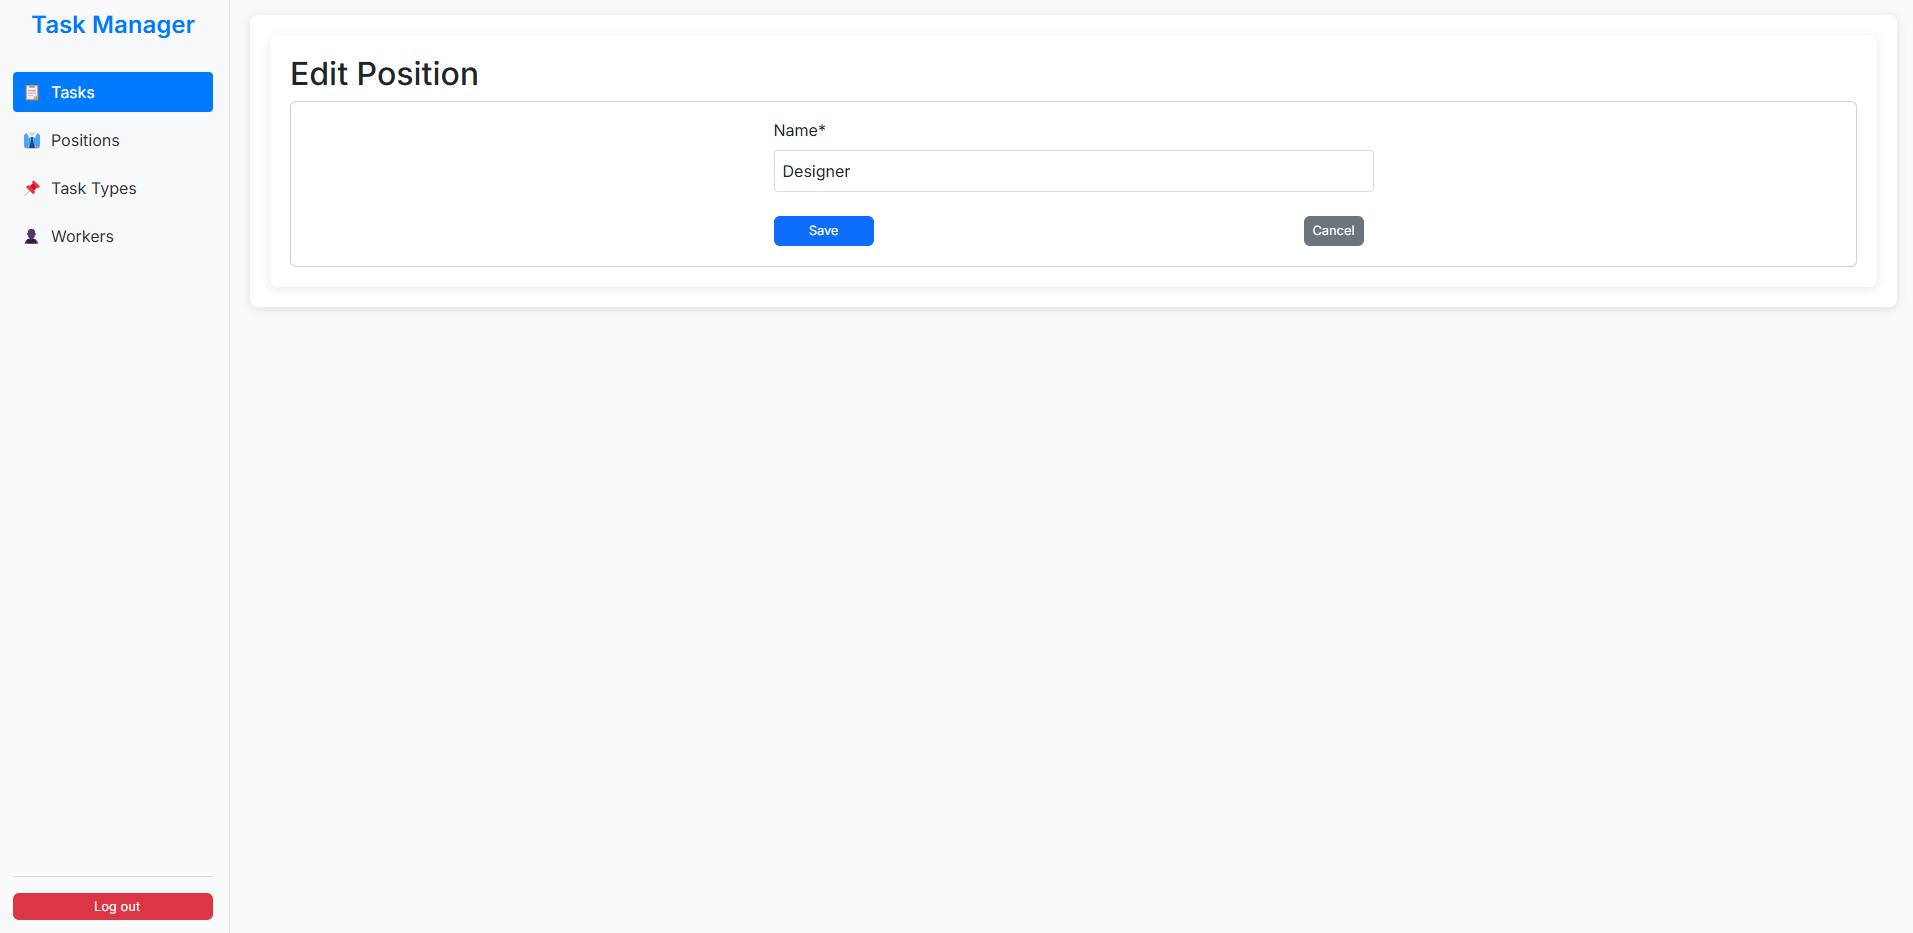 Task Manager
Tasks
Positions
Task Types
Workers
Log out
Edit Position
Name*
Designer
Save
Cancel